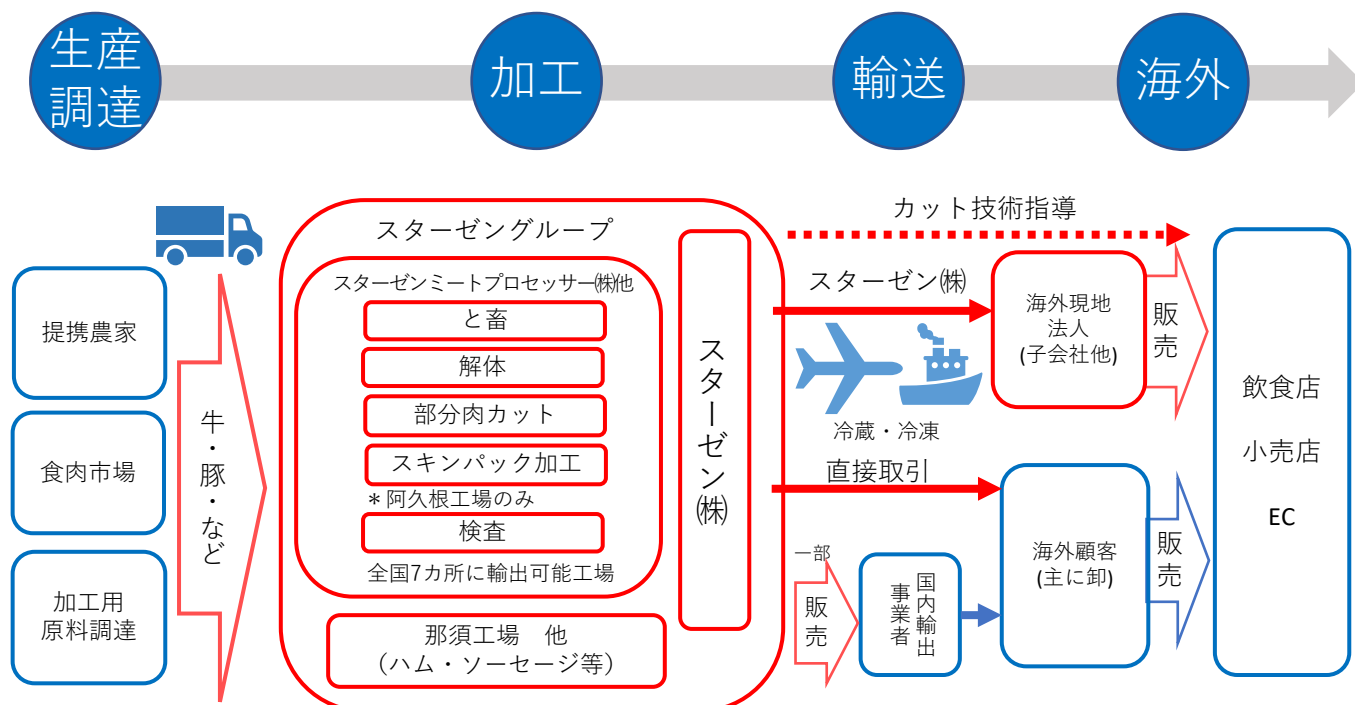 生産
調達
加工
輸送
海外
提携農家
食肉市場
加工用
原料調達
牛・豚・など
スターゼングループ
スターゼンミートプロセッサー㈱他
と畜
解体
部分肉カット
スキンパック加工
＊阿久根工場のみ
検査
全国7カ所に輸出可能工場
那須工場　他
（ハム・ソーセージ等）
スターゼン㈱
カット技術指導
スターゼン㈱
冷蔵・冷凍
直接取引
一部
販売
国内輸出
事業者
海外現地
法人
(子会社他)
販売
海外顧客
(主に卸)
販売
飲食店
小売店
EC